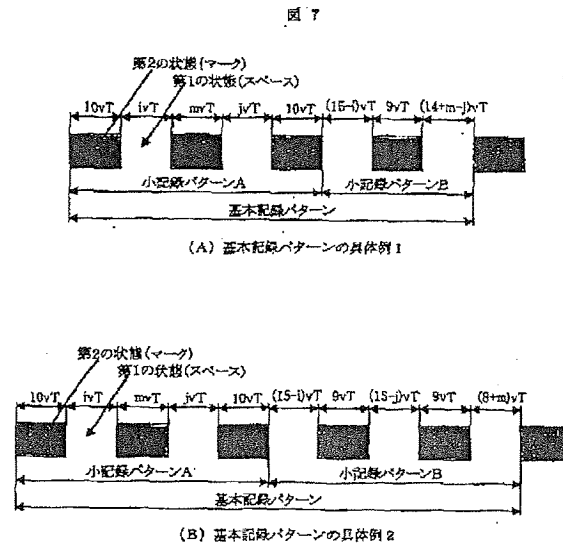 図 7
第2の状態(マーク)
第1の状態(スペース)
10vT ivT mvT jvT 10vT (15-i)vT 9vT (14+m-j)vT
小記録パターンA 小記録パターンB
基本記録パターン
(A) 基本記録パターンの具体例1
第2の状態(マーク)
第1の状態(スペース)
10vT ivT mvT jvT 10vT (15-i)vT 9vT (15-j)vT 9vT (8+m)vT
小記録パターンA 小記録パターンB
基本記録パターン
(B) 基本記録パターンの具体例2